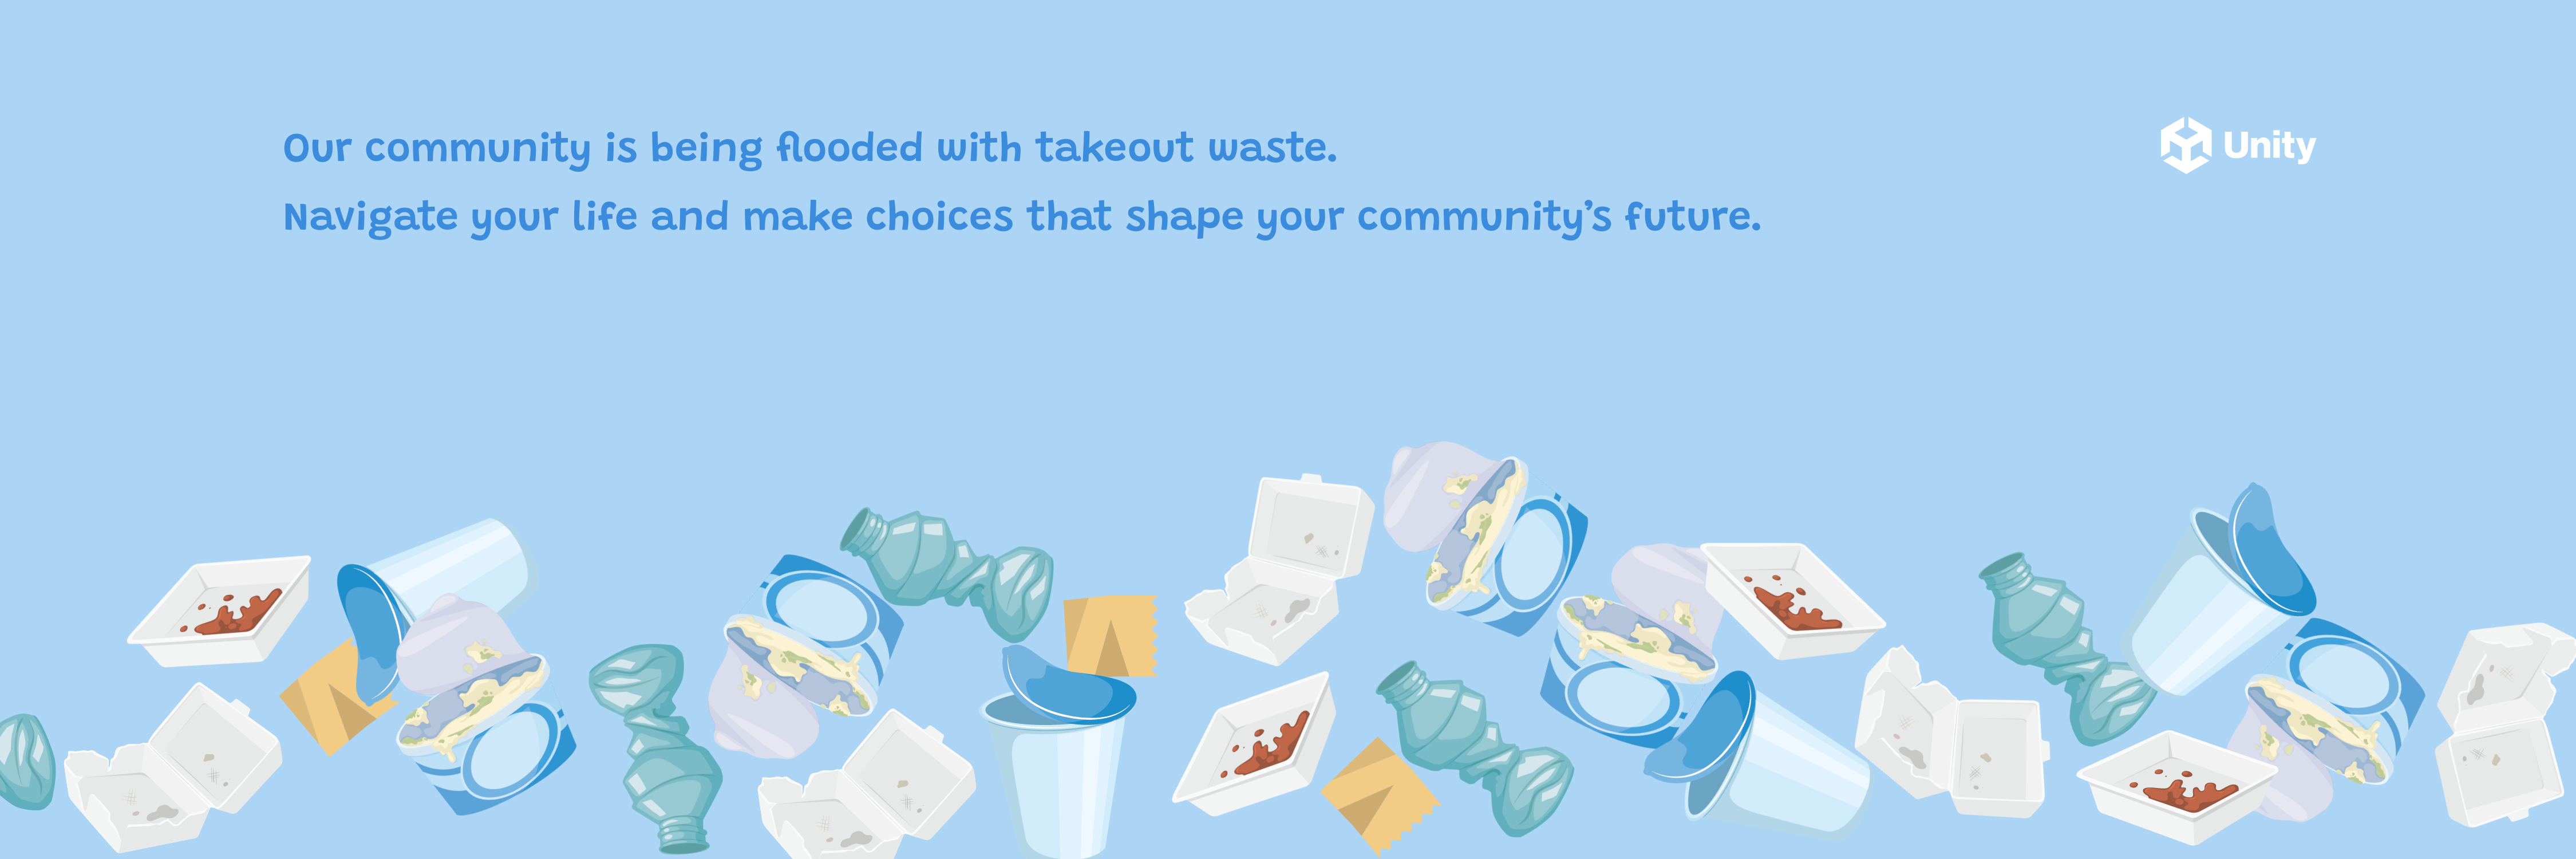 Our community is being flooded with takeout waste.
Navigate your life and make choices that shape your community’s future.
Unity